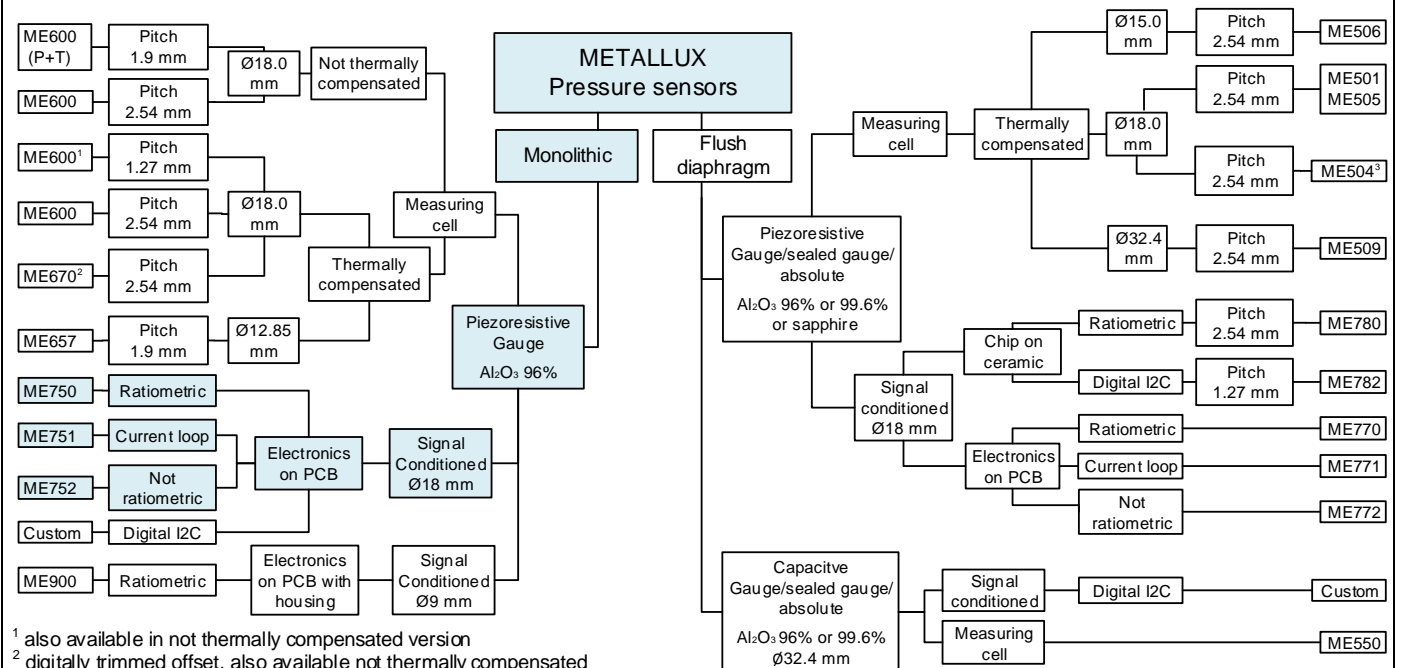 METALLUX
Pressure sensors
Monolithic
Flush
diaphragm
ME600
(P+T)
Pitch
1.9 mm
Ø18.0
mm
Not thermally
compensated
ME600
Pitch
2.54 mm
ME600¹
Pitch
1.27 mm
ME600
Pitch
2.54 mm
Ø18.0
mm
Measuring
cell
ME670²
Pitch
2.54 mm
Thermally
compensated
ME657
Pitch
1.9 mm
Ø12.85
mm
Piezoresistive
Gauge
Al₂O₃ 96%
ME750
Ratiometric
ME751
Current loop
Electronics
on PCB
Signal
Conditioned
Ø18 mm
ME752
Not
ratiometric
Custom
Digital I2C
ME900
Ratiometric
Electronics
on PCB with
housing
Signal
Conditioned
Ø9 mm
Ø15.0
mm
Pitch
2.54 mm
ME506
Measuring
cell
Thermally
compensated
Ø18.0
mm
Pitch
2.54 mm
ME501
ME505
Pitch
2.54 mm
ME504³
Ø32.4
mm
Pitch
2.54 mm
ME509
Piezoresistive
Gauge/sealed gauge/
absolute
Al₂O₃ 96% or 99.6%
or sapphire
Signal
conditioned
Ø18 mm
Chip on
ceramic
Ratiometric
Pitch
2.54 mm
ME780
Digital I2C
Pitch
1.27 mm
ME782
Electronics
on PCB
Ratiometric
ME770
Current loop
ME771
Not
ratiometric
ME772
Capacitve
Gauge/sealed gauge/
absolute
Al₂O₃ 96% or 99.6%
Ø32.4 mm
Signal
conditioned
Digital I2C
Custom
Measuring
cell
ME550
¹ also available in not thermally compensated version
² digitally trimmed offset, also available not thermally compensated